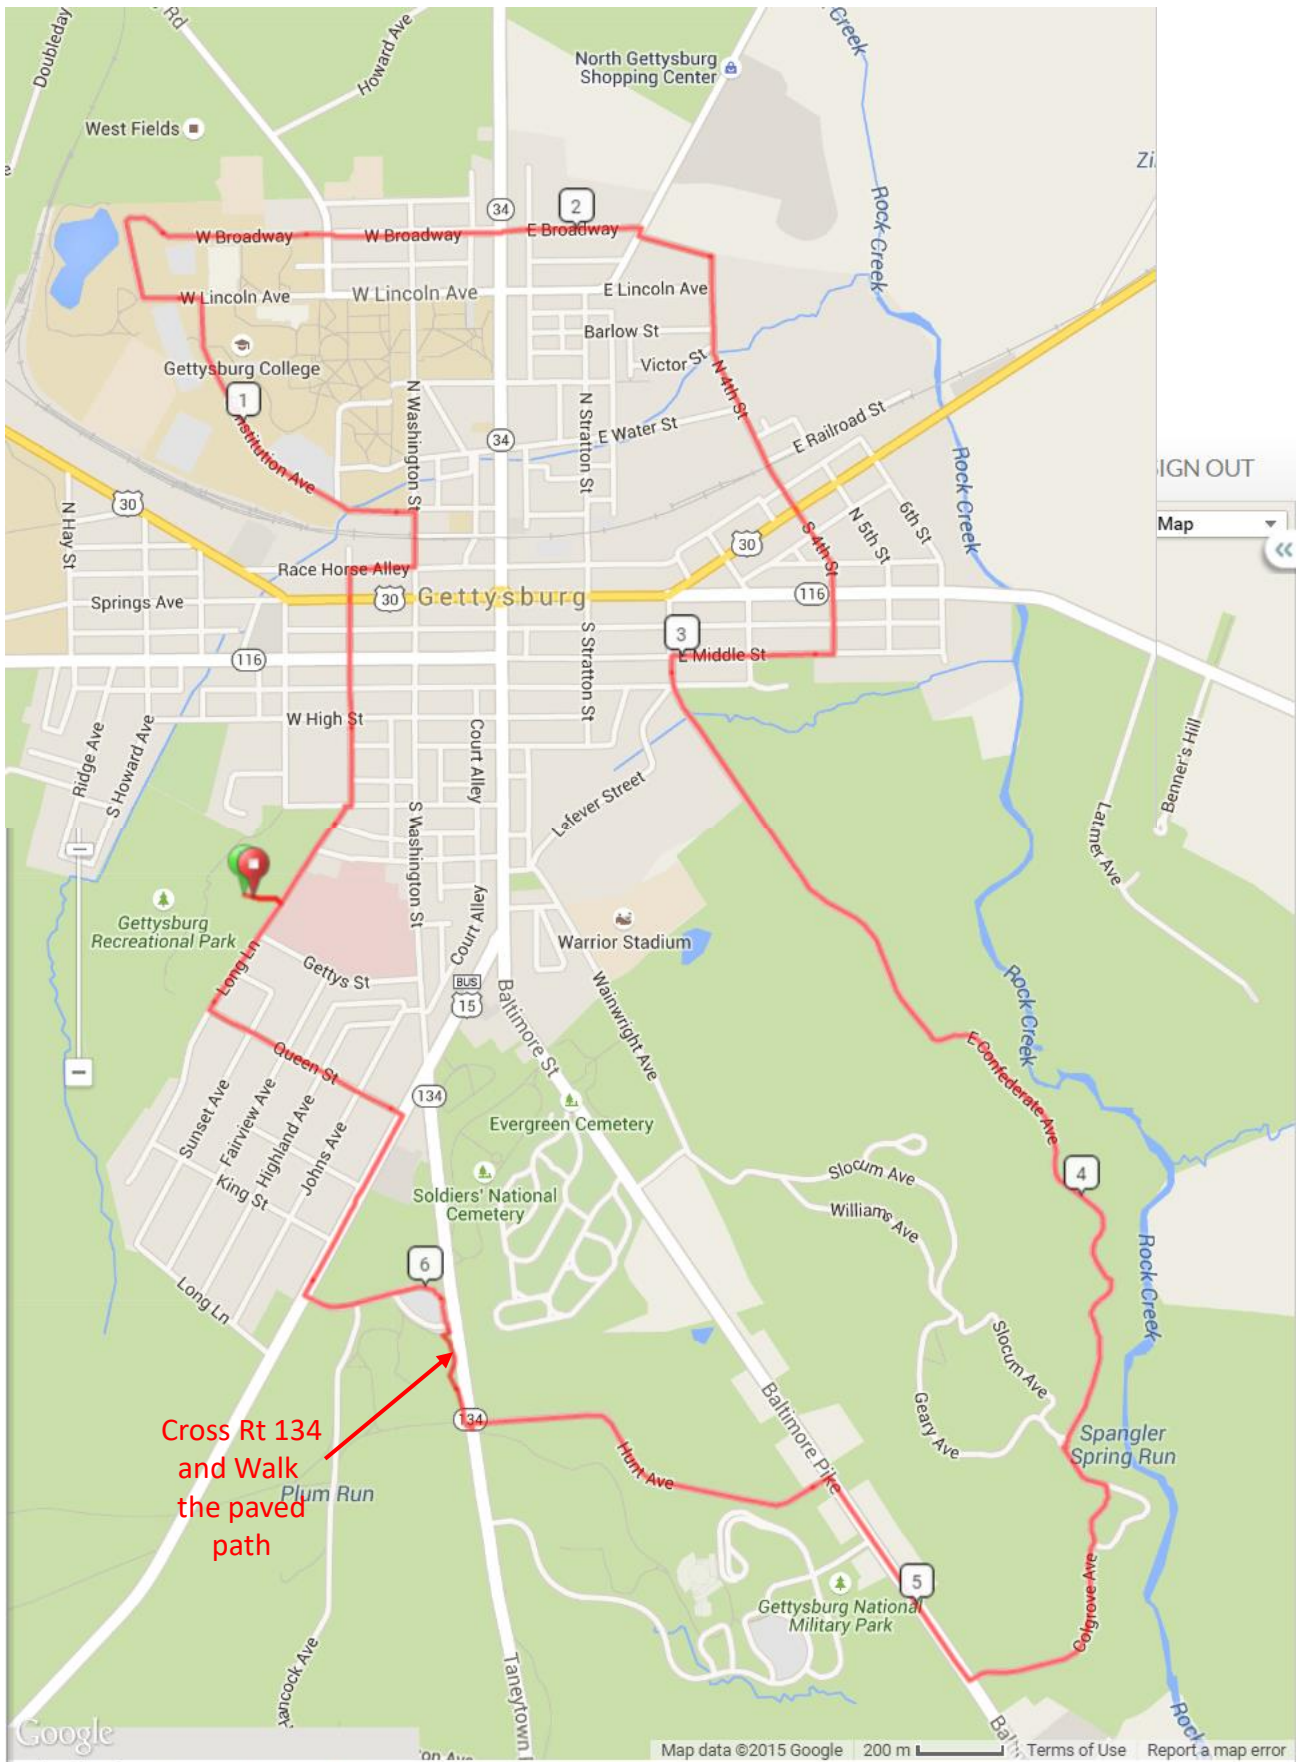 Doubleday
Rd
Howard Ave
Creek
North Gettysburg
Shopping Center
West Fields
Zi
34
2
Rock Creek
W Broadway
W Broadway
E Broadway
W Lincoln Ave
W Lincoln Ave
E Lincoln Ave
Barlow St
Gettysburg College
Victor St
N 4th St
1
N Washington St
N Stratton St
34
E Water St
E Railroad St
Rock Creek
IGN OUT
Map
nstitution Ave
30
N Hay St
N 5th St
6th St
S 4th St
30
Race Horse Alley
Springs Ave
30
Gettysburg
116
3
S Stratton St
E Middle St
116
W High St
Court Alley
Ridge Ave
S Howard Ave
Benner's Hill
Lefever Street
S Washington St
Latimer Ave
Gettysburg
Recreational Park
Court Alley
Warrior Stadium
Long Ln
Gettys St
BUS
15
Baltimore St
Wainwright Ave
Rock Creek
Queen St
E Confederate Ave
134
Sunset Ave
Fairview Ave
Highland Ave
Johns Ave
Evergreen Cemetery
King St
Soldiers' National
Cemetery
Slocum Ave
4
Williams Ave
Rock Creek
6
Long Ln
Slocum Ave
Geary Ave
Baltimore Pike
Cross Rt 134
and Walk
the paved
path
134
Hunt Ave
Spangler
Spring Run
Plum Run
5
Gettysburg National
Military Park
Colgrove Ave
Hancock Ave
Taneytown
Rock
Balt
Google
on Ave
Map data ©2015 Google
200 m
Terms of Use
Report a map error